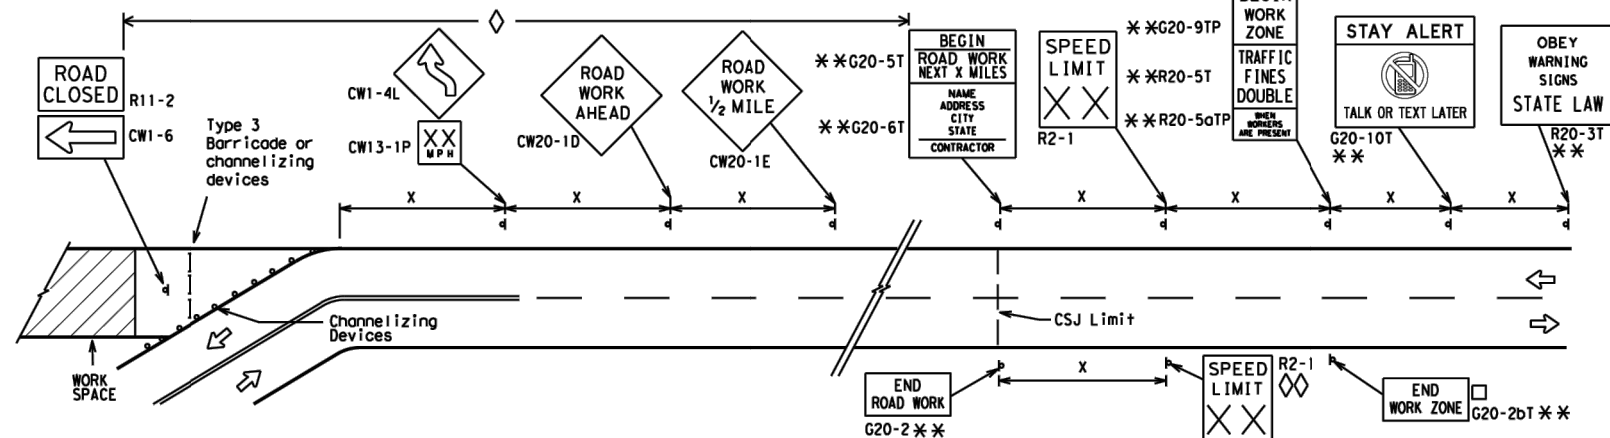 ROAD
CLOSED
R11-2
CW1-6
Type 3
Barricade or
channelizing
devices
CW1-4L
XX
MPH
CW13-1P
ROAD
WORK
AHEAD
CW20-1D
ROAD
WORK
1/2 MILE
CW20-1E
* *G20-5T
* *G20-6T
BEGIN
ROAD WORK
NEXT X MILES
NAME
ADDRESS
CITY
STATE
CONTRACTOR
SPEED
LIMIT
X X
R2-1
* *G20-9TP
* *R20-5T
* *R20-5aTP
BEGIN
WORK
ZONE
TRAFFIC
FINES
DOUBLE
WHEN
WORKERS
ARE PRESENT
STAY ALERT
TALK OR TEXT LATER
G20-10T
* *
OBEY
WARNING
SIGNS
STATE LAW
R20-3T
* *
X
X
X
X
X
X
X
Channelizing
Devices
CSJ Limit
WORK
SPACE
X
END
ROAD WORK
G20-2 * *
SPEED
LIMIT
X X
R2-1
END
WORK ZONE
G20-2bT * *